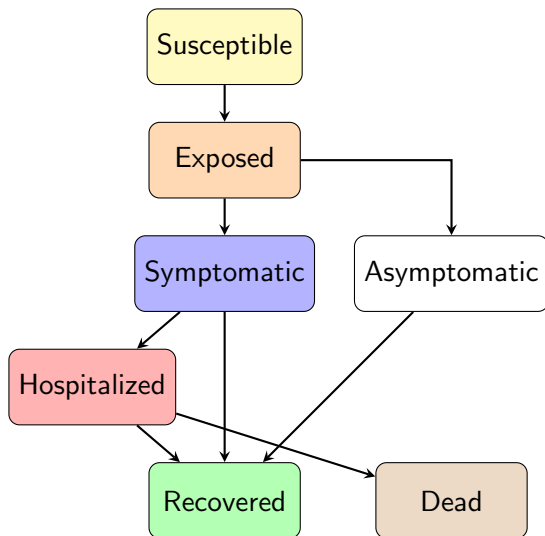 Susceptible
Exposed
Symptomatic
Asymptomatic
Hospitalized
Recovered
Dead